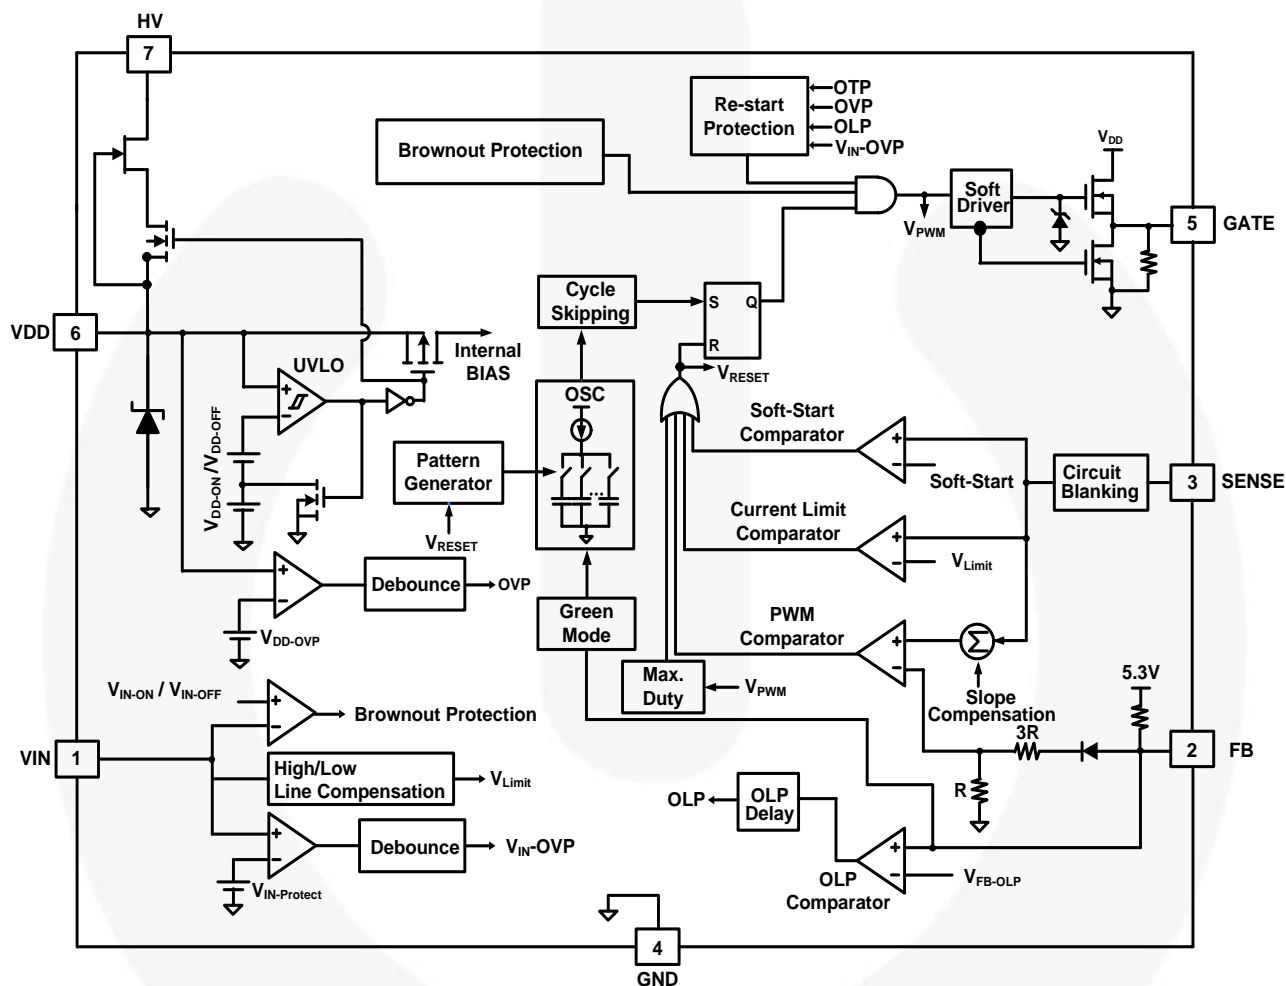 HV
7
OTP
OVP
OLP
VIN-OVP
Re-start
Protection
Brownout Protection
VDD
Soft
Driver
VPWM
5
GATE
Cycle
Skipping
S
Q
R
VRESET
VDD
6
UVLO
+
−
Internal
BIAS
VDD-ON / VDD-OFF
OSC
...
Pattern
Generator
VRESET
Soft-Start
Comparator
+
−
Soft-Start
Circuit
Blanking
3
SENSE
Current Limit
Comparator
+
−
VLimit
+
−
Debounce
OVP
VDD-OVP
Green
Mode
PWM
Comparator
+
−
Σ
Slope
Compensation
Max.
Duty
VPWM
5.3V
VIN-ON / VIN-OFF
+
−
Brownout Protection
VIN
1
3R
2
FB
R
High/Low
Line Compensation
VLimit
OLP
OLP
Delay
+
−
Debounce
VIN-OVP
VIN-Protect
+
−
VFB-OLP
OLP
Comparator
4
GND